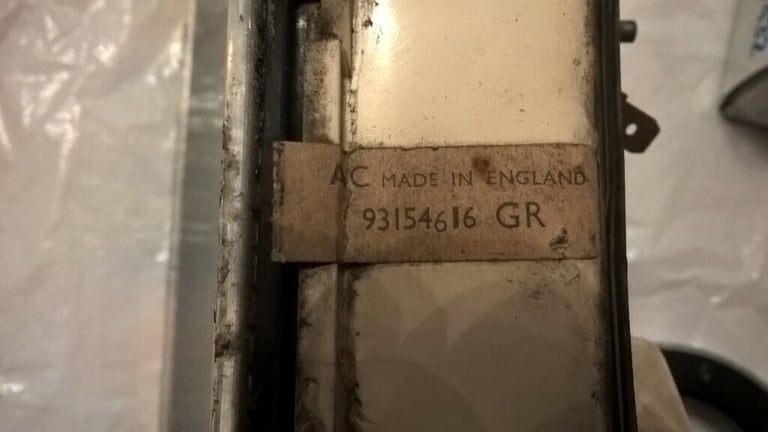 AC MADE IN ENGLAND
93154616 GR